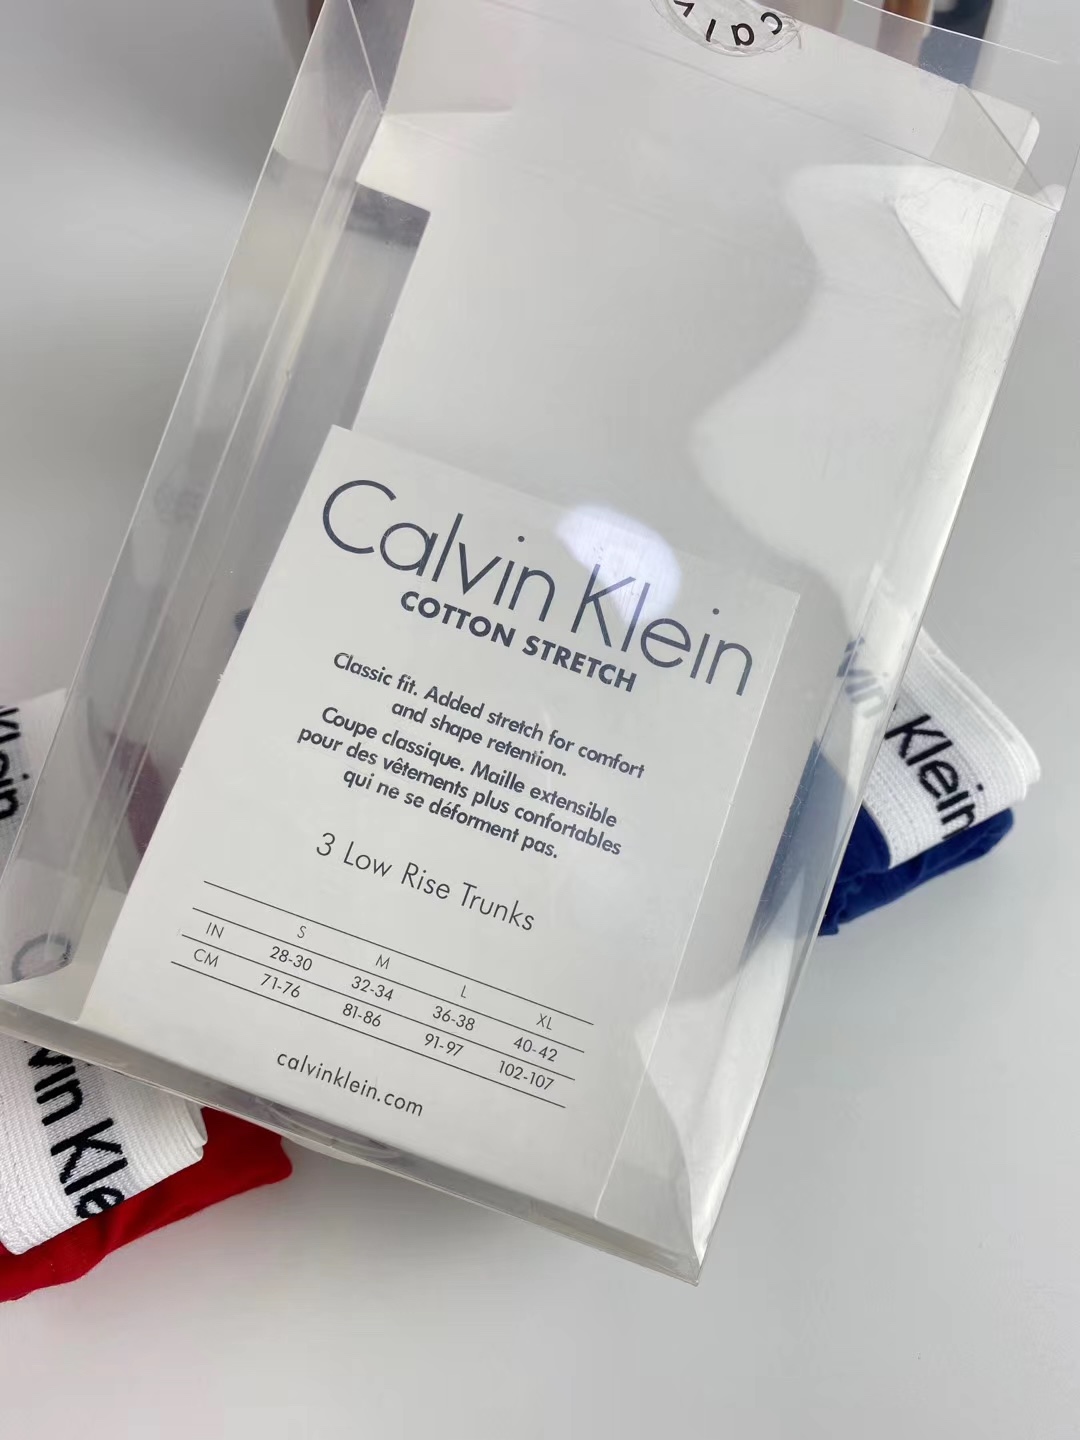 calv
Calvin Klein
COTTON STRETCH
Classic fit. Added stretch for comfort
and shape retention.
Coupe classique. Maille extensible
pour des vêtements plus confortables
qui ne se déforment pas.
3 Low Rise Trunks
S M L XL
IN 28-30 32-34 36-38 40-42
CM 71-76 81-86 91-97 102-107
calvinklein.com
Klein
vin Klein
vin Kle